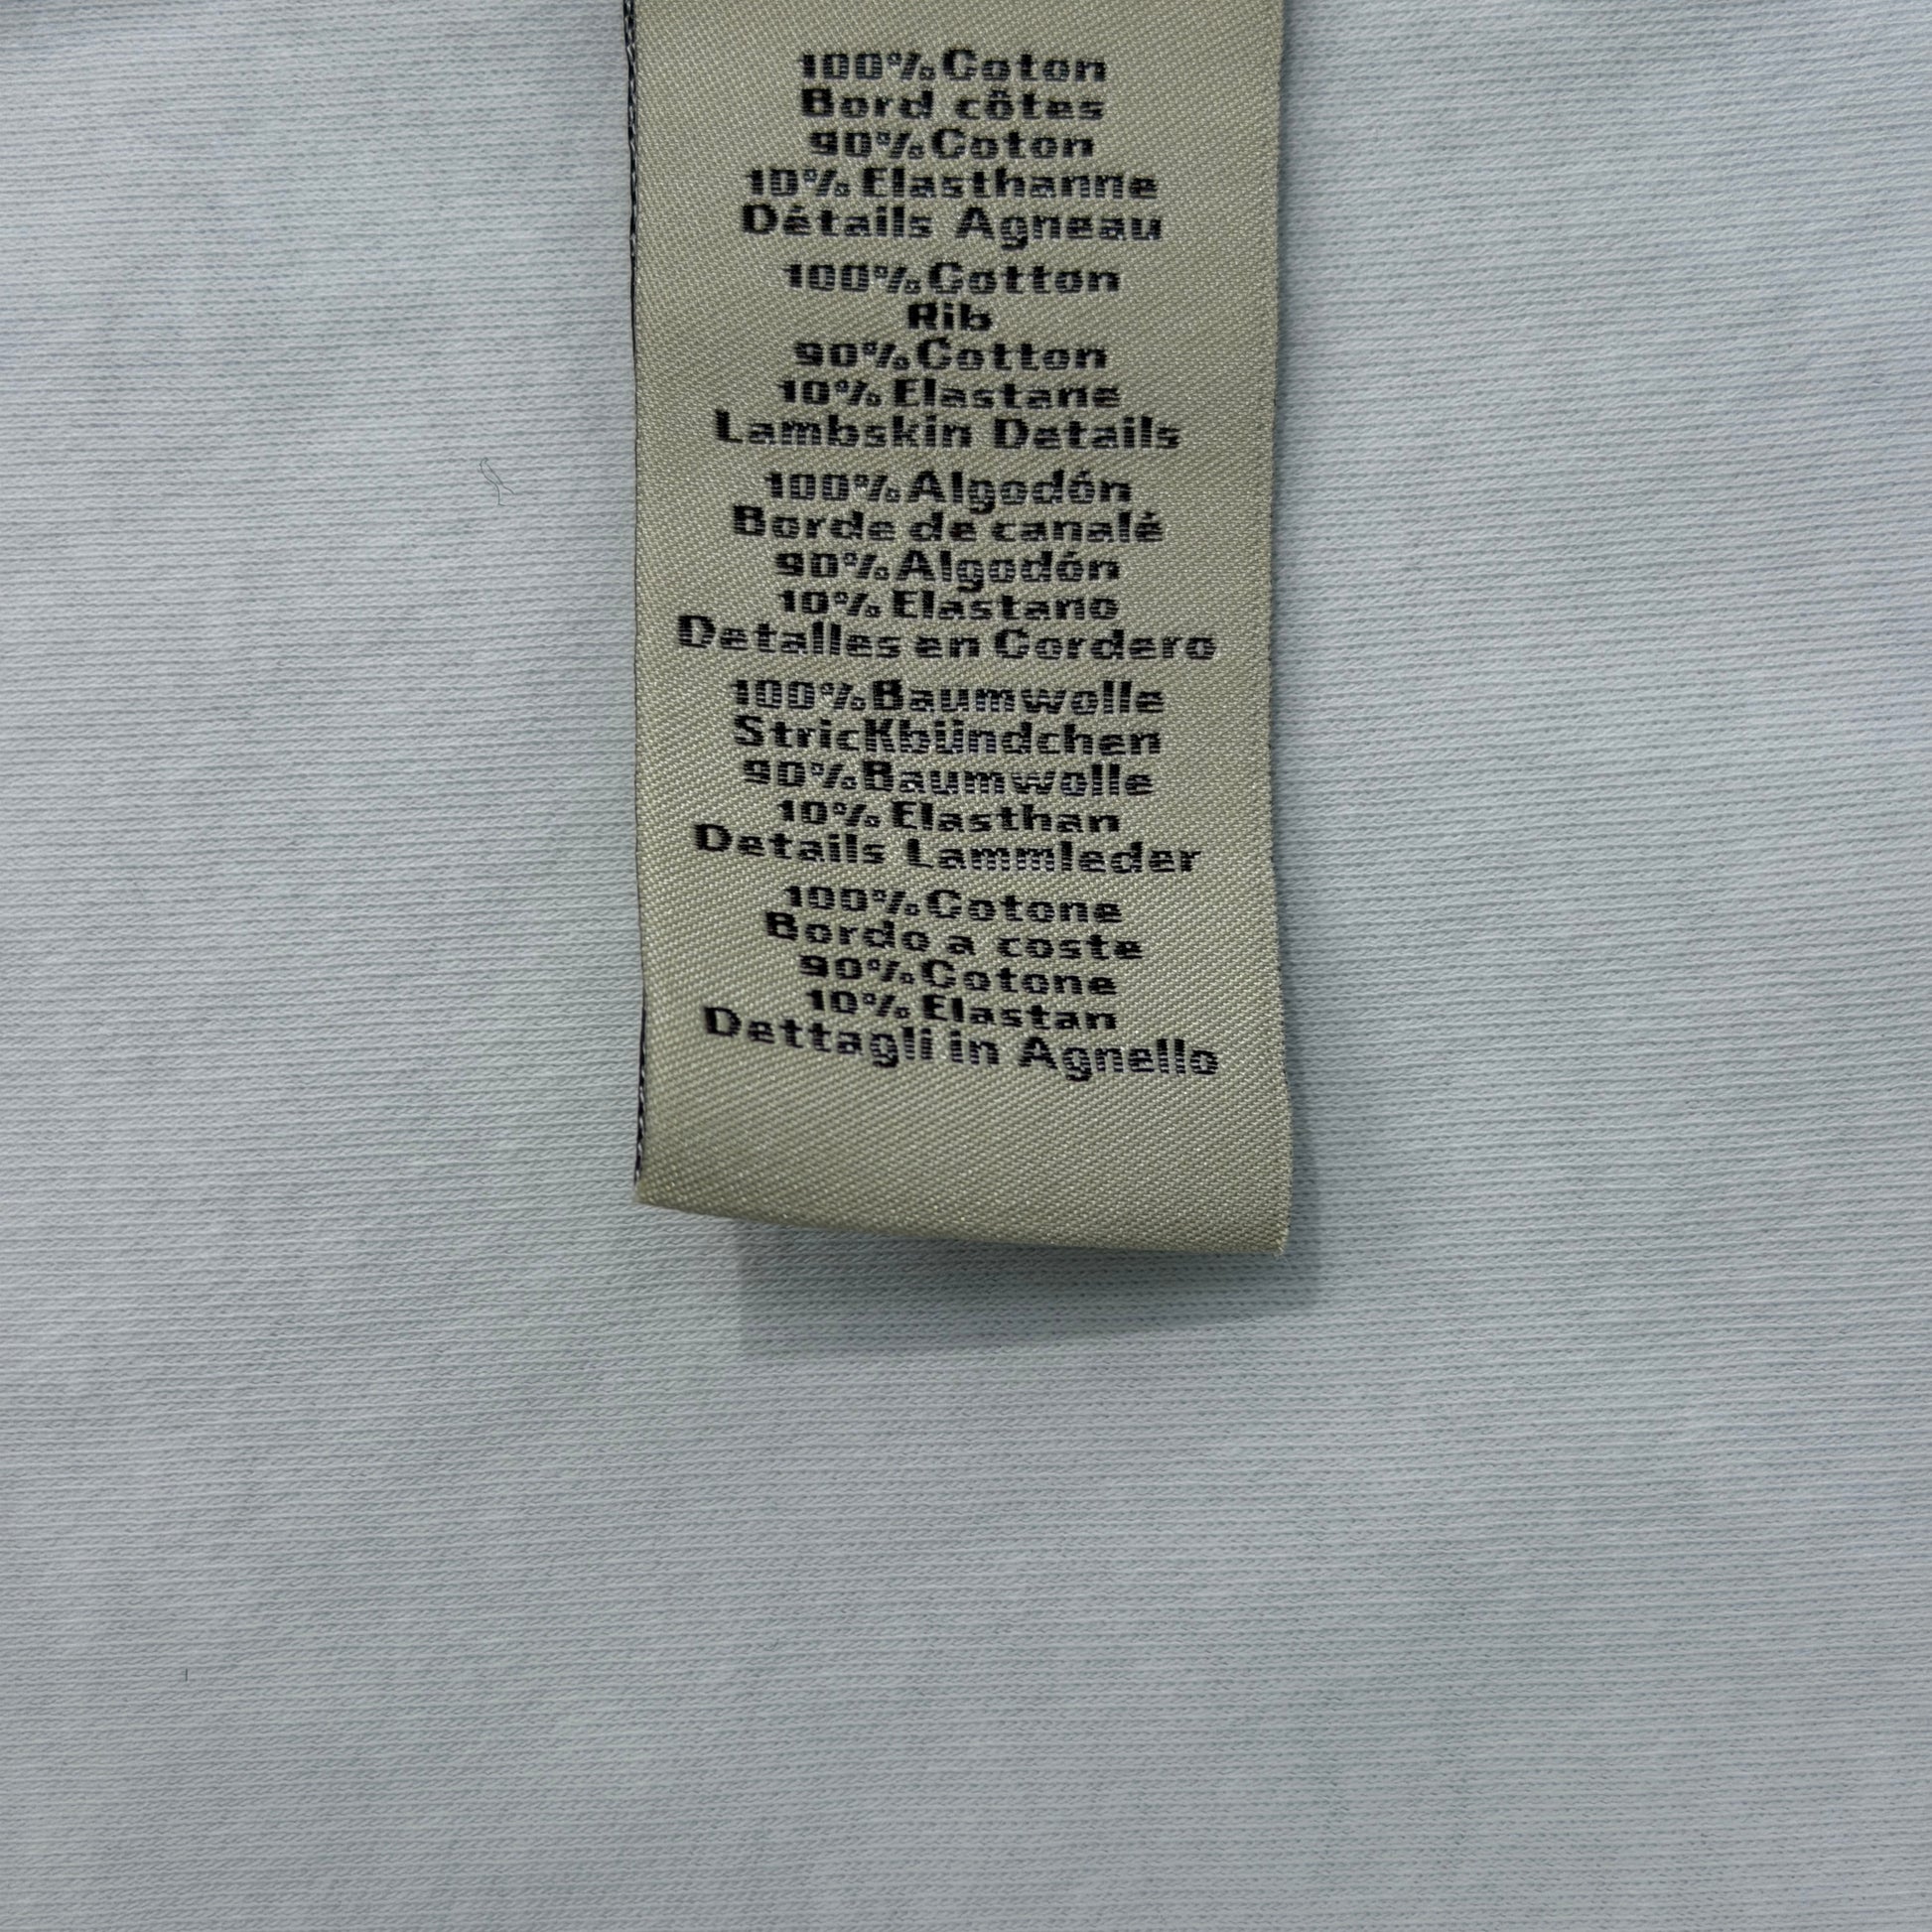 100% Coton
Bord côtes
90% Coton
10% Elasthanne
Détails Agneau
100% Cotton
Rib
90% Cotton
10% Elastane
Lambskin Details
100% Algodón
Borde de canalé
90% Algodón
10% Elastano
Detalles en Cordero
100% Baumwolle
StricKbündchen
90% Baumwolle
10% Elasthan
Details Lammleder
100% Cotone
Bordo a coste
90% Cotone
10% Elastan
Dettagli in Agnello